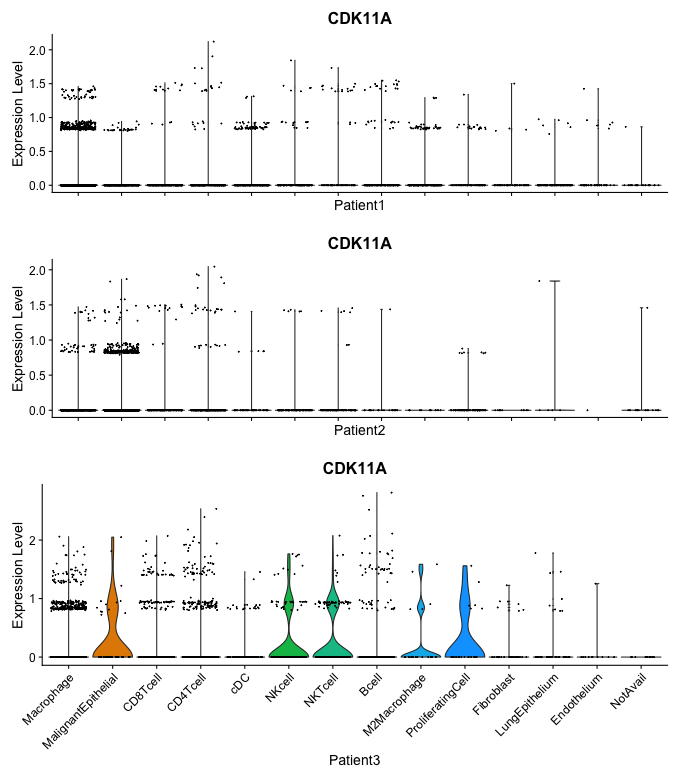 CDK11A
Expression Level
2.0
1.5
1.0
0.5
0.0
Patient1
CDK11A
Expression Level
2.0
1.5
1.0
0.5
0.0
Patient2
CDK11A
Expression Level
2
1
0
Macrophage
MalignantEpithelial
CD8Tcell
CD4Tcell
cDC
NKcell
NKTcell
Bcell
M2Macrophage
ProliferatingCell
Fibroblast
LungEpithelium
Endothelium
NotAvail
Patient3